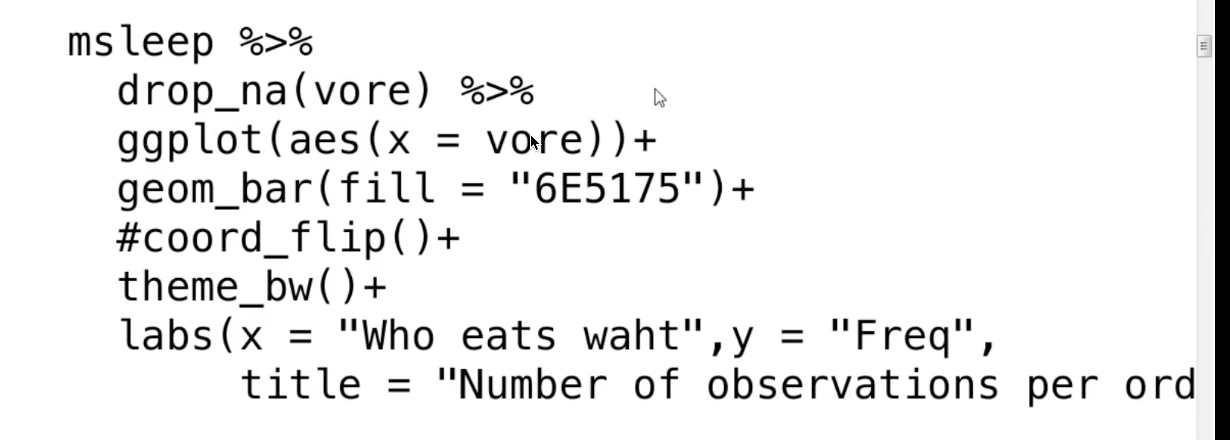 msleep %>%
drop_na(vore) %>%
ggplot(aes(x = vore))+
geom_bar(fill = "6E5175")+
#coord_flip()+
theme_bw()+
labs(x = "Who eats waht",y = "Freq",
title = "Number of observations per ord